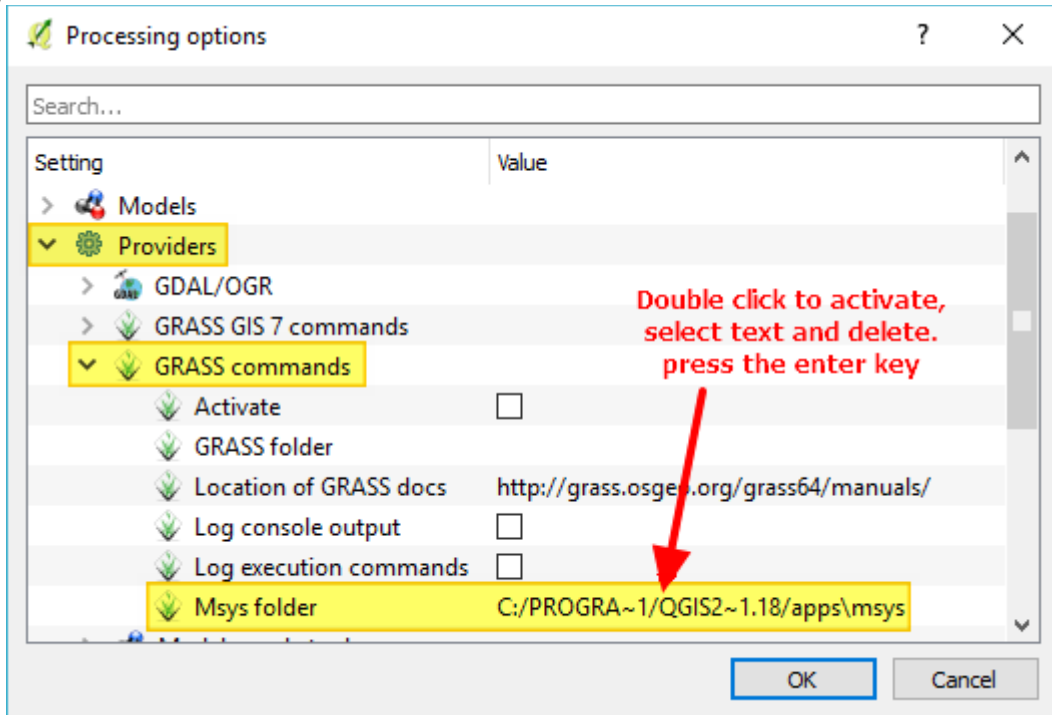 Processing options
?
Search...
Setting Value
Models
Providers
GDAL/OGR
GRASS GIS 7 commands
GRASS commands
Activate
GRASS folder
Location of GRASS docs http://grass.osgeo.org/grass64/manuals/
Log console output
Log execution commands
Msys folder C:/PROGRA~1/QGIS2~1.18/apps\msys
Double click to activate,
select text and delete.
press the enter key
OK Cancel